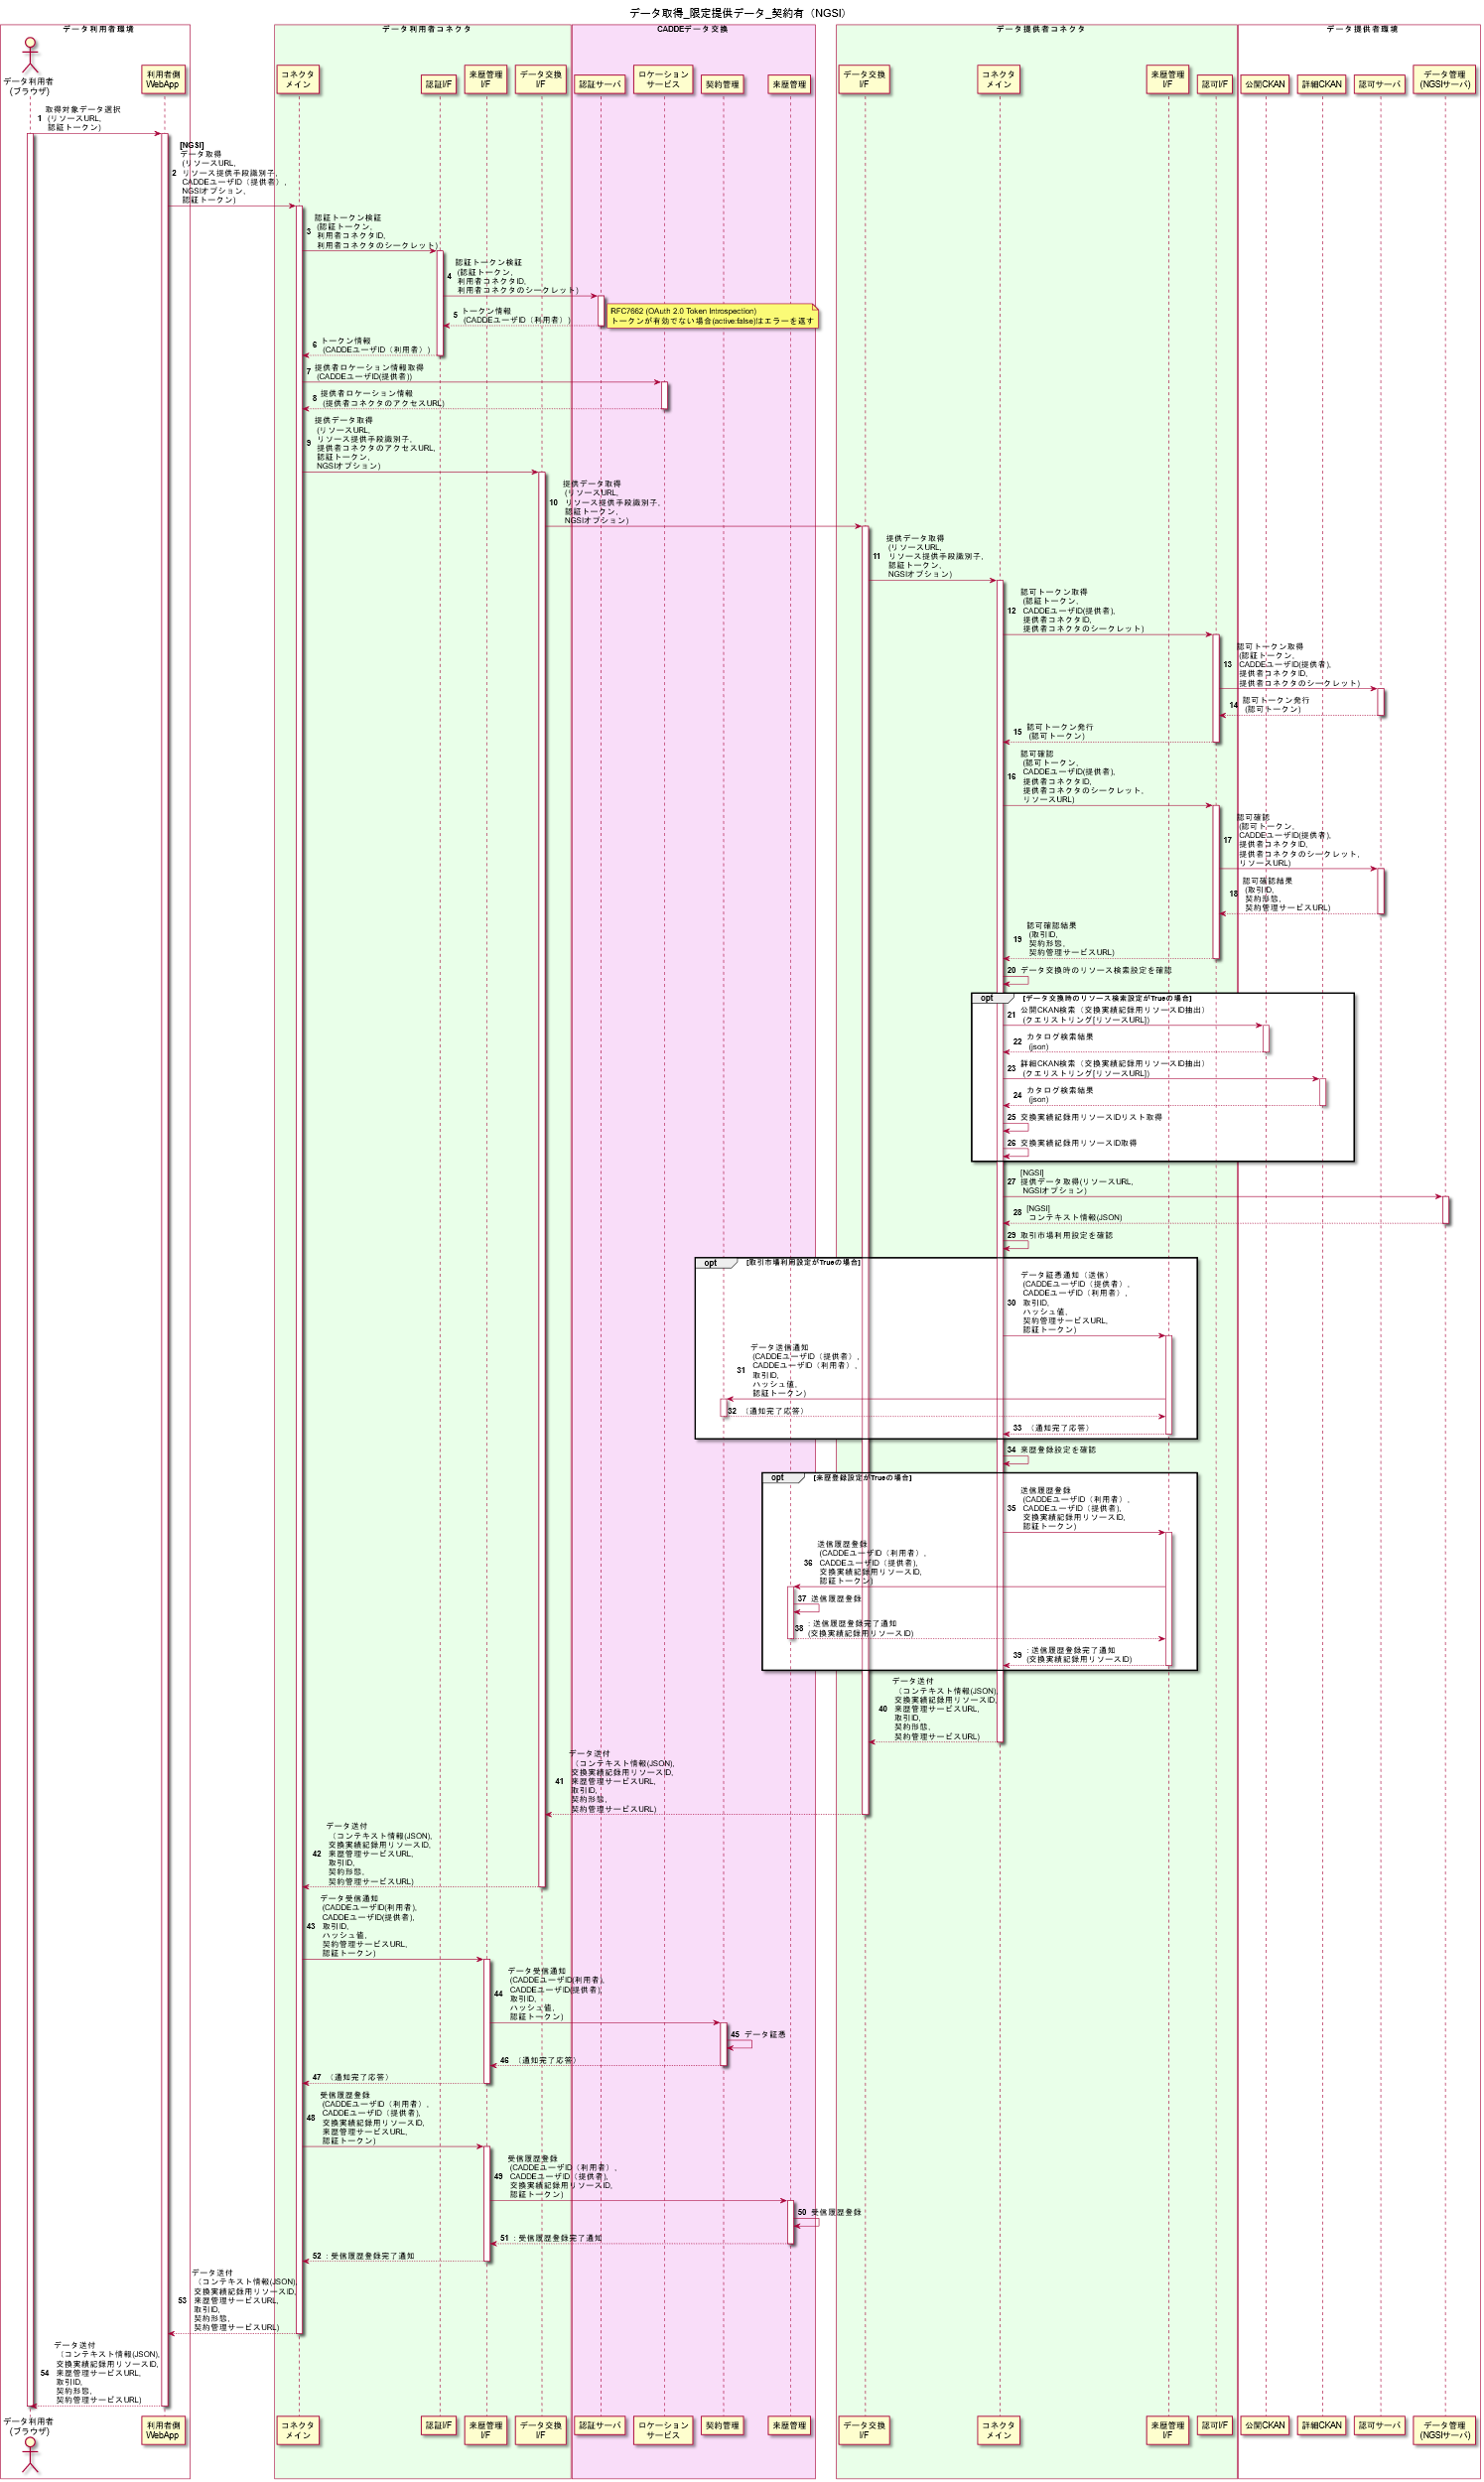 データ取得_限定提供データ_契約有（NGSI）
データ利用者環境
データ利用者コネクタ
CADDEデータ交換
データ提供者コネクタ
データ提供者環境
データ利用者
(ブラウザ)
利用者側
WebApp
コネクタ
メイン
認証I/F
来歴管理
I/F
データ交換
I/F
認証サーバ
ロケーション
サービス
契約管理
来歴管理
データ交換
I/F
コネクタ
メイン
来歴管理
I/F
認可I/F
公開CKAN
詳細CKAN
認可サーバ
データ管理
(NGSIサーバ)
1 取得対象データ選択
(リソースURL,
認証トークン)
2 [NGSI]
データ取得
(リソースURL,
リソース提供手段識別子,
CADDEユーザID（提供者）,
NGSIオプション,
認証トークン)
3 認証トークン検証
(認証トークン,
利用者コネクタID,
利用者コネクタのシークレット)
4 認証トークン検証
(認証トークン,
利用者コネクタID,
利用者コネクタのシークレット)
RFC7662 (OAuth 2.0 Token Introspection)
トークンが有効でない場合(active:false)はエラーを返す
5 トークン情報
(CADDEユーザID（利用者）)
6 トークン情報
(CADDEユーザID（利用者）)
7 提供者ロケーション情報取得
(CADDEユーザID(提供者))
8 提供者ロケーション情報
(提供者コネクタのアクセスURL)
9 提供データ取得
(リソースURL,
リソース提供手段識別子,
提供者コネクタのアクセスURL,
認証トークン,
NGSIオプション)
10 提供データ取得
(リソースURL,
リソース提供手段識別子,
認証トークン,
NGSIオプション)
11 提供データ取得
(リソースURL,
リソース提供手段識別子,
認証トークン,
NGSIオプション)
12 認可トークン取得
(認証トークン,
CADDEユーザID(提供者),
提供者コネクタID,
提供者コネクタのシークレット)
13 認可トークン取得
(認証トークン,
CADDEユーザID(提供者),
提供者コネクタID,
提供者コネクタのシークレット)
14 認可トークン発行
(認可トークン)
15 認可トークン発行
(認可トークン)
16 認可確認
(認可トークン,
CADDEユーザID(提供者),
提供者コネクタID,
提供者コネクタのシークレット,
リソースURL)
17 認可確認
(認可トークン,
CADDEユーザID(提供者),
提供者コネクタID,
提供者コネクタのシークレット,
リソースURL)
18 認可確認結果
(取引ID,
契約形態,
契約管理サービスURL)
19 認可確認結果
(取引ID,
契約形態,
契約管理サービスURL)
20 データ交換時のリソース検索設定を確認
opt [データ交換時のリソース検索設定がTrueの場合]
21 公開CKAN検索（交換実績記録用リソースID抽出）
(クエリストリング[リソースURL])
22 カタログ検索結果
(json)
23 詳細CKAN検索（交換実績記録用リソースID抽出）
(クエリストリング[リソースURL])
24 カタログ検索結果
(json)
25 交換実績記録用リソースIDリスト取得
26 交換実績記録用リソースID取得
27 [NGSI]
提供データ取得(リソースURL,
NGSIオプション)
28 [NGSI]
コンテキスト情報(JSON)
29 取引市場利用設定を確認
opt [取引市場利用設定がTrueの場合]
30 データ証憑通知（送信）
(CADDEユーザID（提供者）,
CADDEユーザID（利用者）,
取引ID,
ハッシュ値,
契約管理サービスURL,
認証トークン)
31 データ送信通知
(CADDEユーザID（提供者）,
CADDEユーザID（利用者）,
取引ID,
ハッシュ値,
認証トークン)
32 （通知完了応答）
33 （通知完了応答）
34 来歴登録設定を確認
opt [来歴登録設定がTrueの場合]
35 送信履歴登録
(CADDEユーザID（利用者）,
CADDEユーザID（提供者),
交換実績記録用リソースID,
認証トークン)
36 送信履歴登録
(CADDEユーザID（利用者）,
CADDEユーザID（提供者),
交換実績記録用リソースID,
認証トークン)
37 送信履歴登録
38 : 送信履歴登録完了通知
(交換実績記録用リソースID)
39 : 送信履歴登録完了通知
(交換実績記録用リソースID)
40 データ送付
（コンテキスト情報(JSON),
交換実績記録用リソースID,
来歴管理サービスURL,
取引ID,
契約形態,
契約管理サービスURL)
41 データ送付
（コンテキスト情報(JSON),
交換実績記録用リソースID,
来歴管理サービスURL,
取引ID,
契約形態,
契約管理サービスURL)
42 データ送付
（コンテキスト情報(JSON),
交換実績記録用リソースID,
来歴管理サービスURL,
取引ID,
契約形態,
契約管理サービスURL)
43 データ受信通知
(CADDEユーザID(利用者),
CADDEユーザID(提供者),
取引ID,
ハッシュ値,
契約管理サービスURL,
認証トークン)
44 データ受信通知
(CADDEユーザID(利用者),
CADDEユーザID(提供者),
取引ID,
ハッシュ値,
認証トークン)
45 データ証憑
46 （通知完了応答）
47 （通知完了応答）
48 受信履歴登録
(CADDEユーザID（利用者）,
CADDEユーザID（提供者),
交換実績記録用リソースID,
来歴管理サービスURL,
認証トークン)
49 受信履歴登録
(CADDEユーザID（利用者）,
CADDEユーザID（提供者),
交換実績記録用リソースID,
認証トークン)
50 受信履歴登録
51 : 受信履歴登録完了通知
52 : 受信履歴登録完了通知
53 データ送付
（コンテキスト情報(JSON),
交換実績記録用リソースID,
来歴管理サービスURL,
取引ID,
契約形態,
契約管理サービスURL)
54 データ送付
（コンテキスト情報(JSON),
交換実績記録用リソースID,
来歴管理サービスURL,
取引ID,
契約形態,
契約管理サービスURL)
データ利用者
(ブラウザ)
利用者側
WebApp
コネクタ
メイン
認証I/F
来歴管理
I/F
データ交換
I/F
認証サーバ
ロケーション
サービス
契約管理
来歴管理
データ交換
I/F
コネクタ
メイン
来歴管理
I/F
認可I/F
公開CKAN
詳細CKAN
認可サーバ
データ管理
(NGSIサーバ)